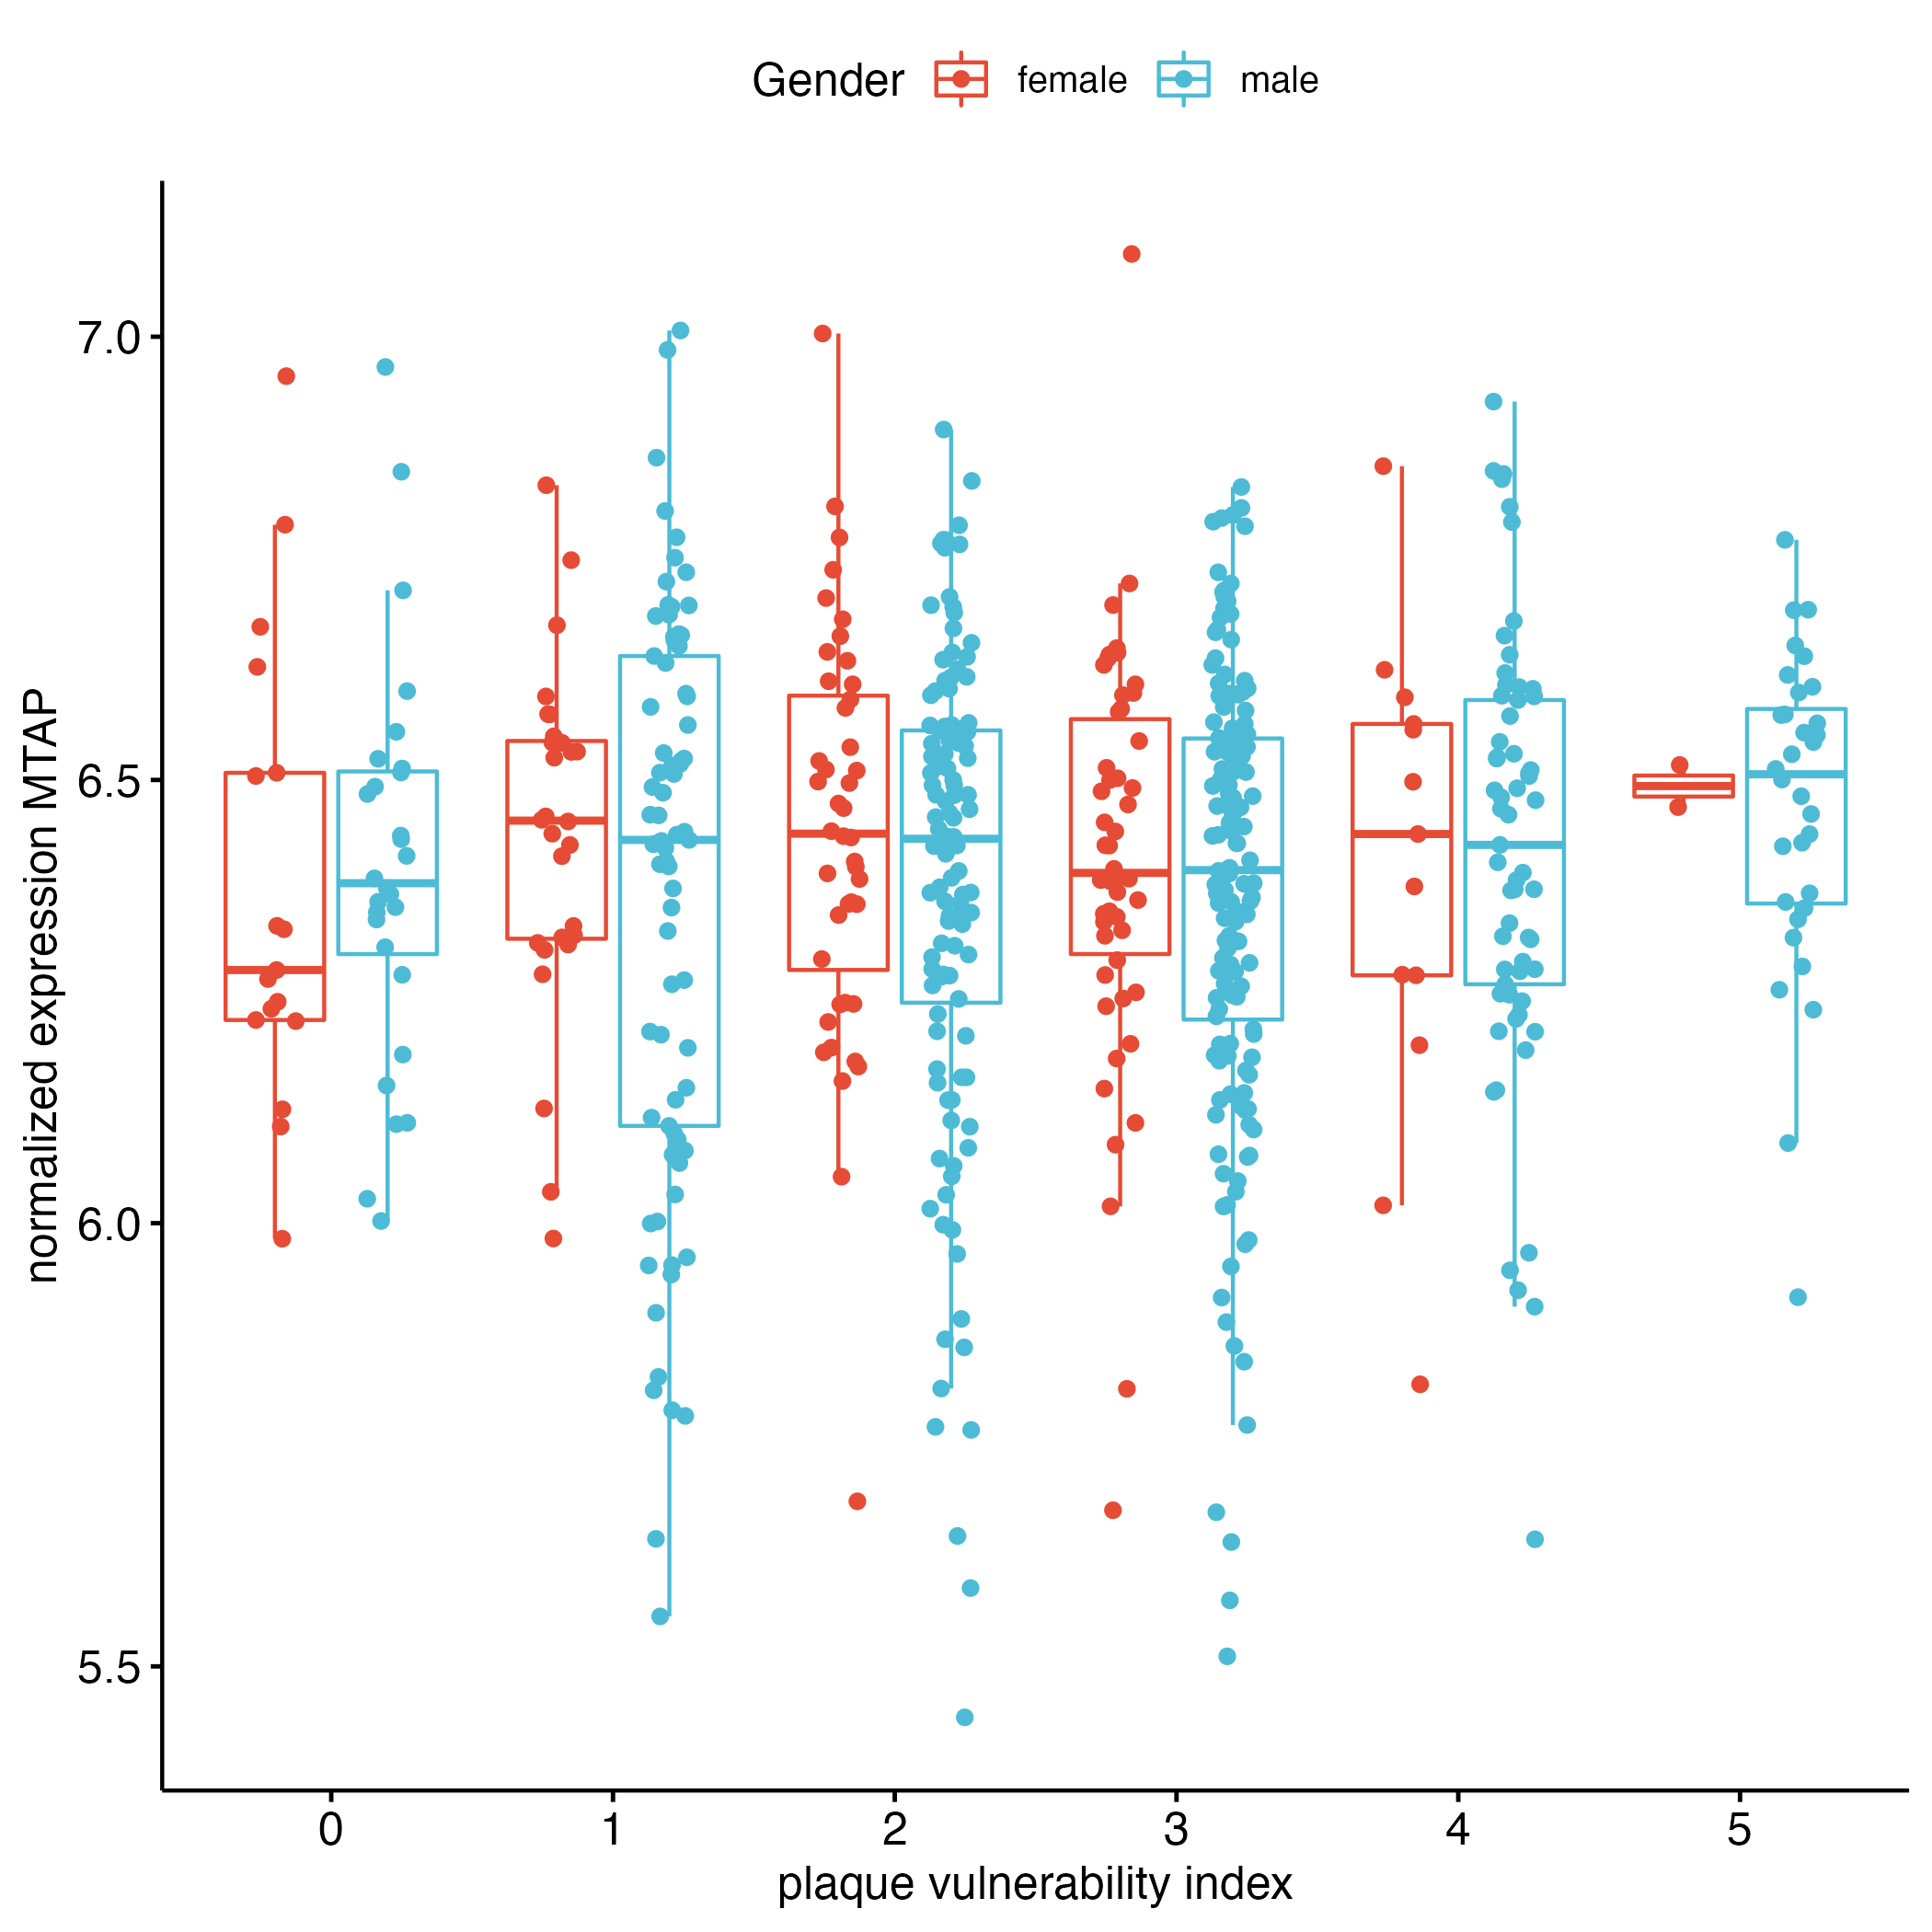 Gender female male
normalized expression MTAP
7.0
6.5
6.0
5.5
0 1 2 3 4 5
plaque vulnerability index